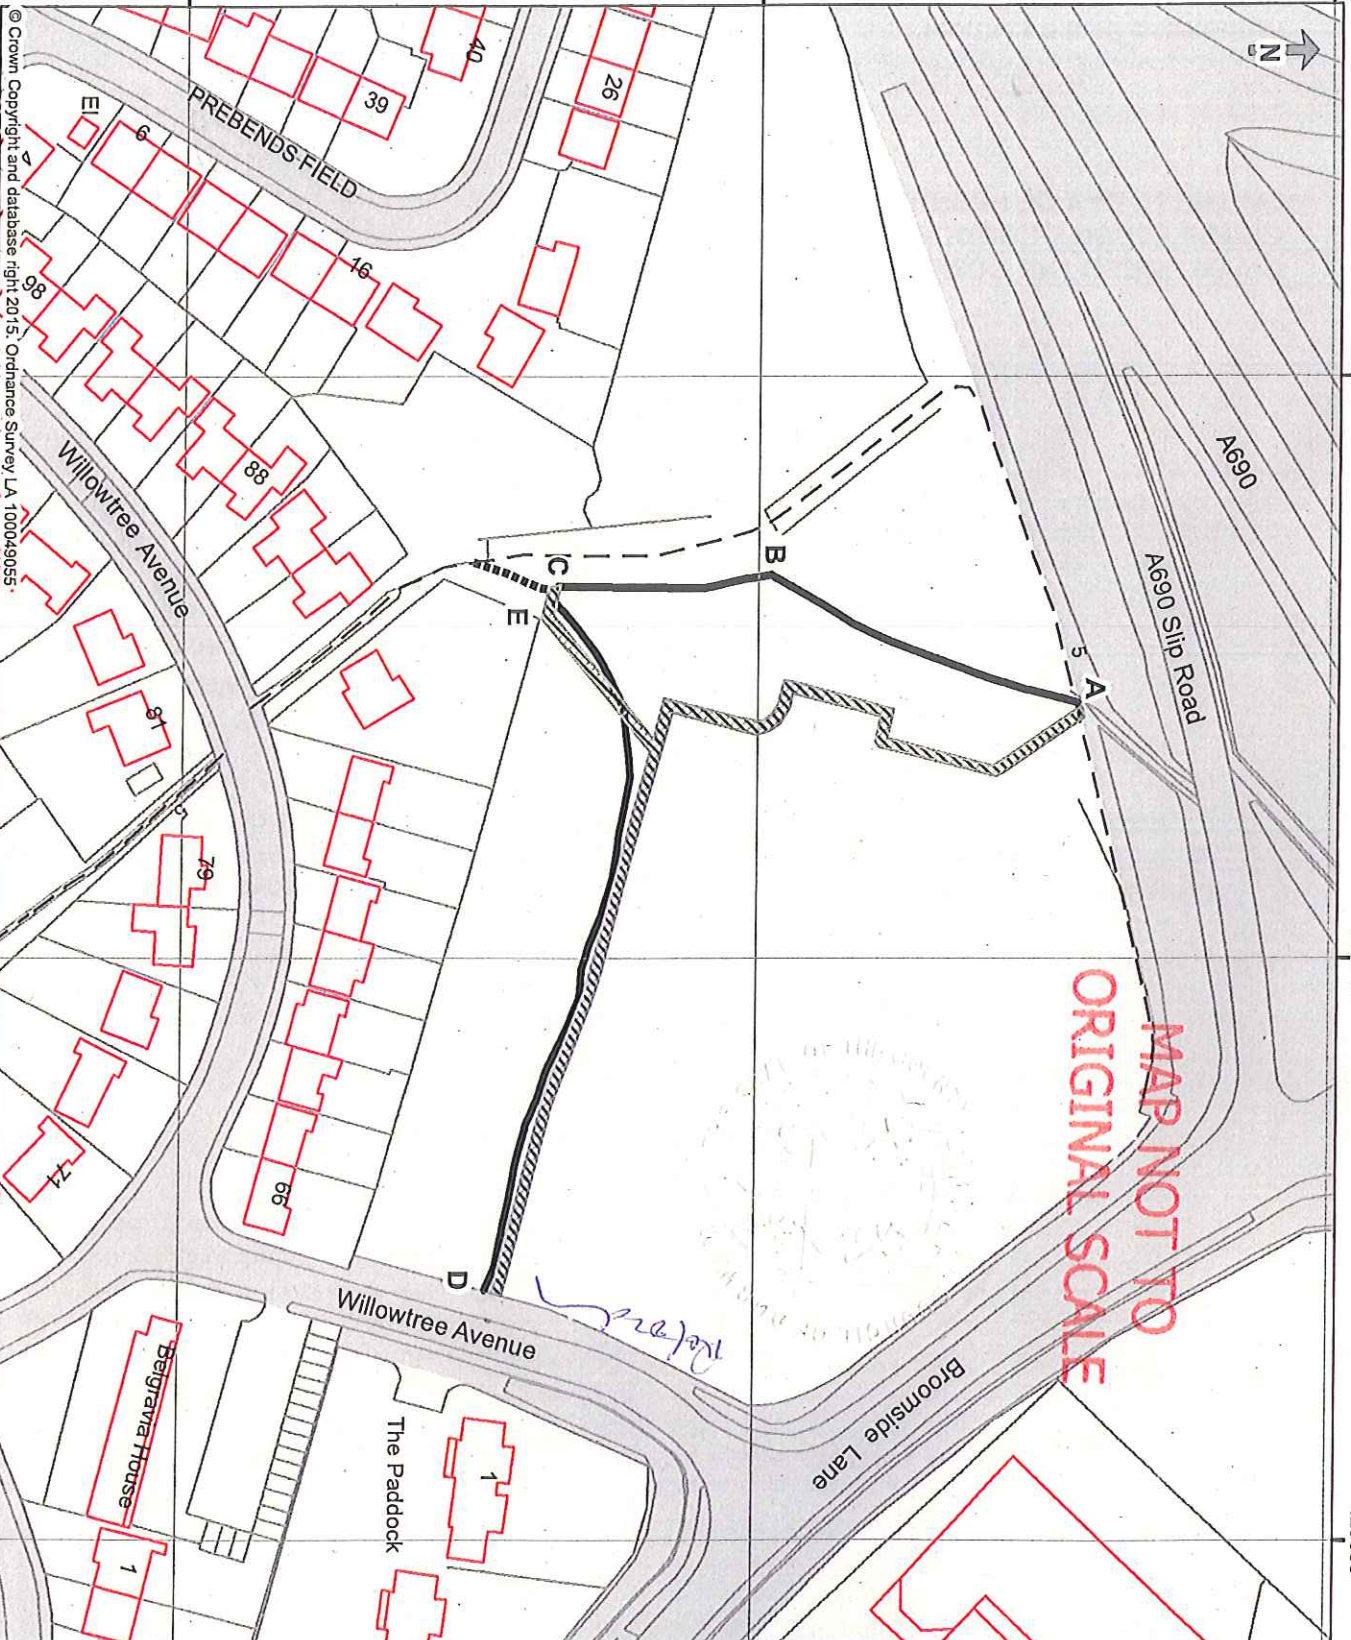 N
A690
A690 Slip Road
40
26
39
PREBENDS FIELD
El
6
16
98
88
Willowtree Avenue
81
79
71
66
5
A
B
C
E
D
MAP NOT TO
ORIGINAL SCALE
Willowtree Avenue
Broomside Lane
The Paddock
1
Belgravia House
1
© Crown Copyright and database right 2015. Ordnance Survey LA 100049055.